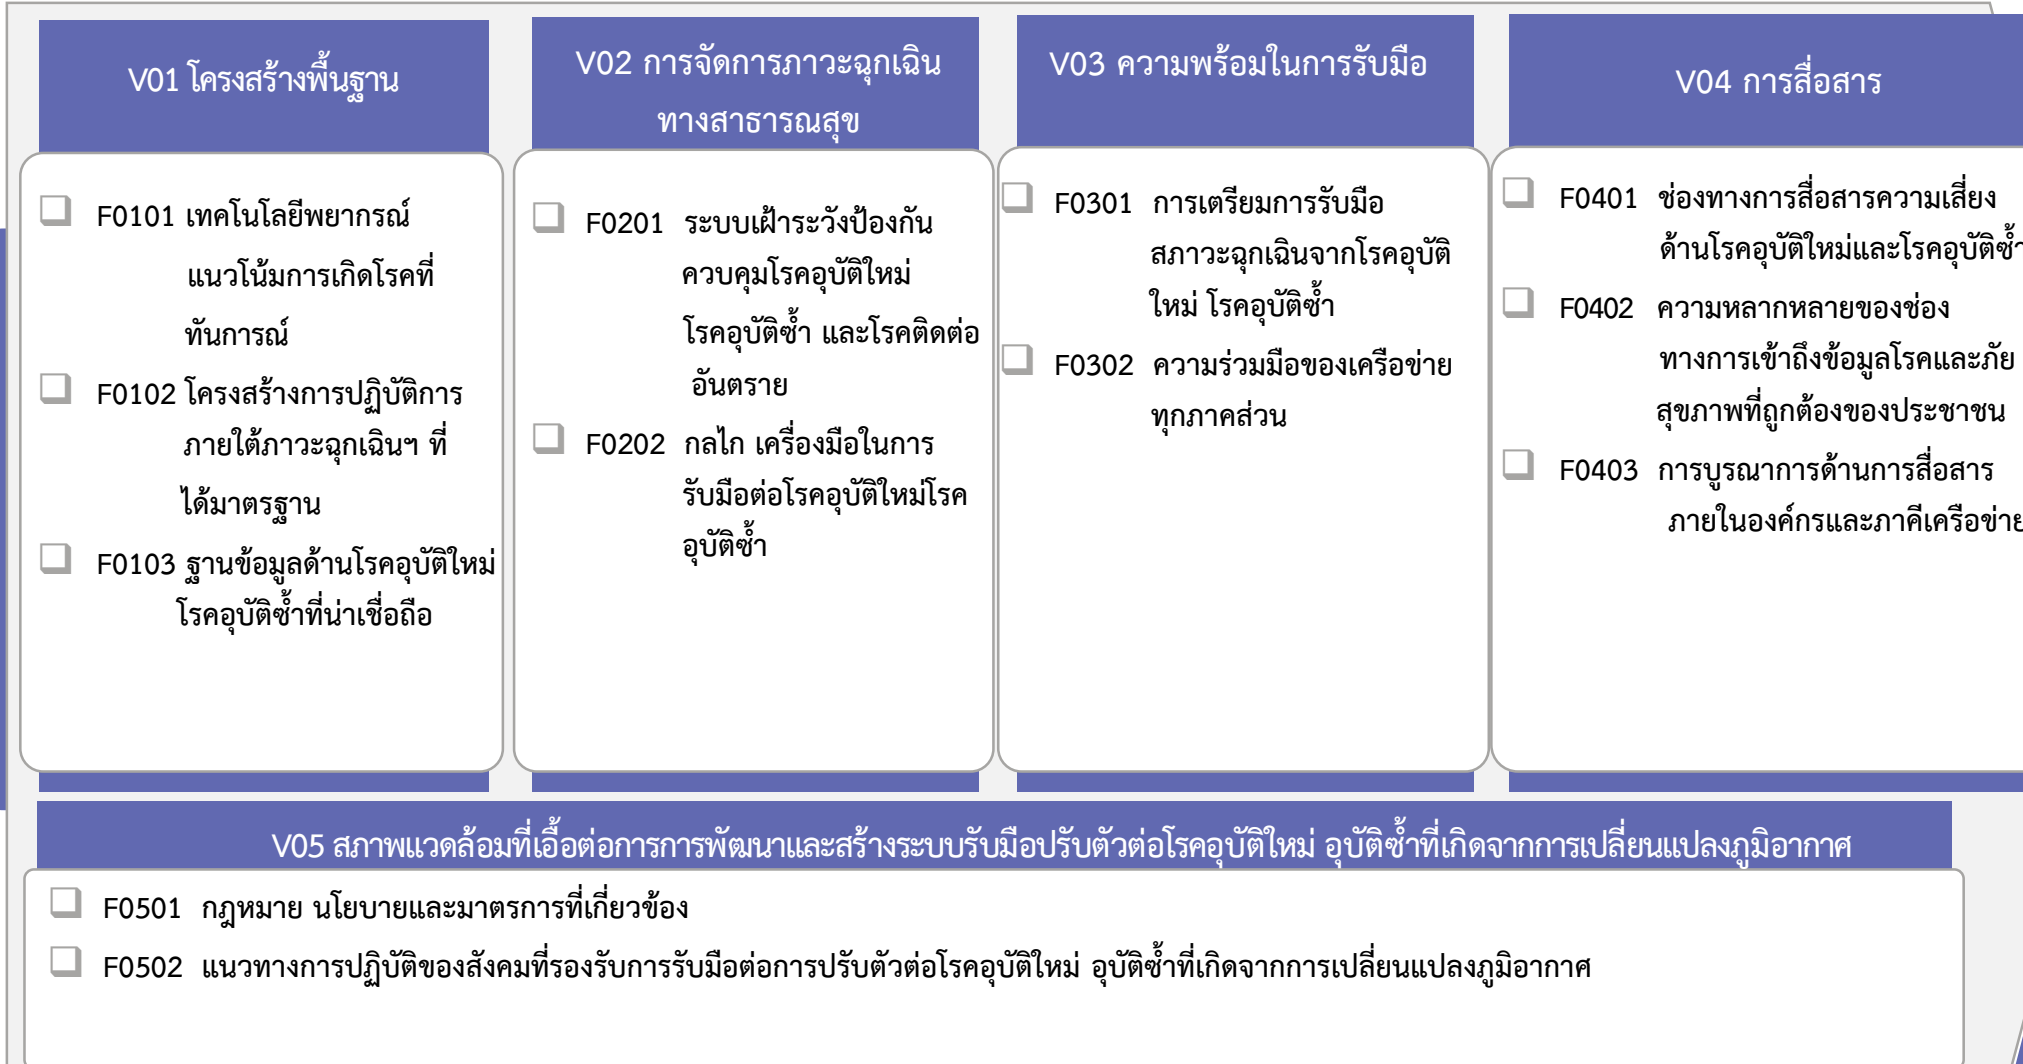 V01 โครงสร้างพื้นฐาน
F0101 เทคโนโลยีพยากรณ์
แนวโน้มการเกิดโรคที่
ทันการณ์
F0102 โครงสร้างการปฏิบัติการ
ภายใต้ภาวะฉุกเฉินฯ ที่
ได้มาตรฐาน
F0103 ฐานข้อมูลด้านโรคอุบัติใหม่
โรคอุบัติซ้ำที่น่าเชื่อถือ
V02 การจัดการภาวะฉุกเฉิน
ทางสาธารณสุข
F0201 ระบบเฝ้าระวังป้องกัน
ควบคุมโรคอุบัติใหม่
โรคอุบัติซ้ำ และโรคติดต่อ
อันตราย
F0202 กลไก เครื่องมือในการ
รับมือต่อโรคอุบัติใหม่โรค
อุบัติซ้ำ
V03 ความพร้อมในการรับมือ
F0301 การเตรียมการรับมือ
สภาวะฉุกเฉินจากโรคอุบัติ
ใหม่ โรคอุบัติซ้ำ
F0302 ความร่วมมือของเครือข่าย
ทุกภาคส่วน
V04 การสื่อสาร
F0401 ช่องทางการสื่อสารความเสี่ยง
ด้านโรคอุบัติใหม่และโรคอุบัติซ้ำ
F0402 ความหลากหลายของช่อง
ทางการเข้าถึงข้อมูลโรคและภัย
สุขภาพที่ถูกต้องของประชาชน
F0403 การบูรณาการด้านการสื่อสาร
ภายในองค์กรและภาคีเครือข่าย
V05 สภาพแวดล้อมที่เอื้อต่อการการพัฒนาและสร้างระบบรับมือปรับตัวต่อโรคอุบัติใหม่ อุบัติซ้ำที่เกิดจากการเปลี่ยนแปลงภูมิอากาศ
F0501 กฎหมาย นโยบายและมาตรการที่เกี่ยวข้อง
F0502 แนวทางการปฏิบัติของสังคมที่รองรับการรับมือต่อการปรับตัวต่อโรคอุบัติใหม่ อุบัติซ้ำที่เกิดจากการเปลี่ยนแปลงภูมิอากาศ